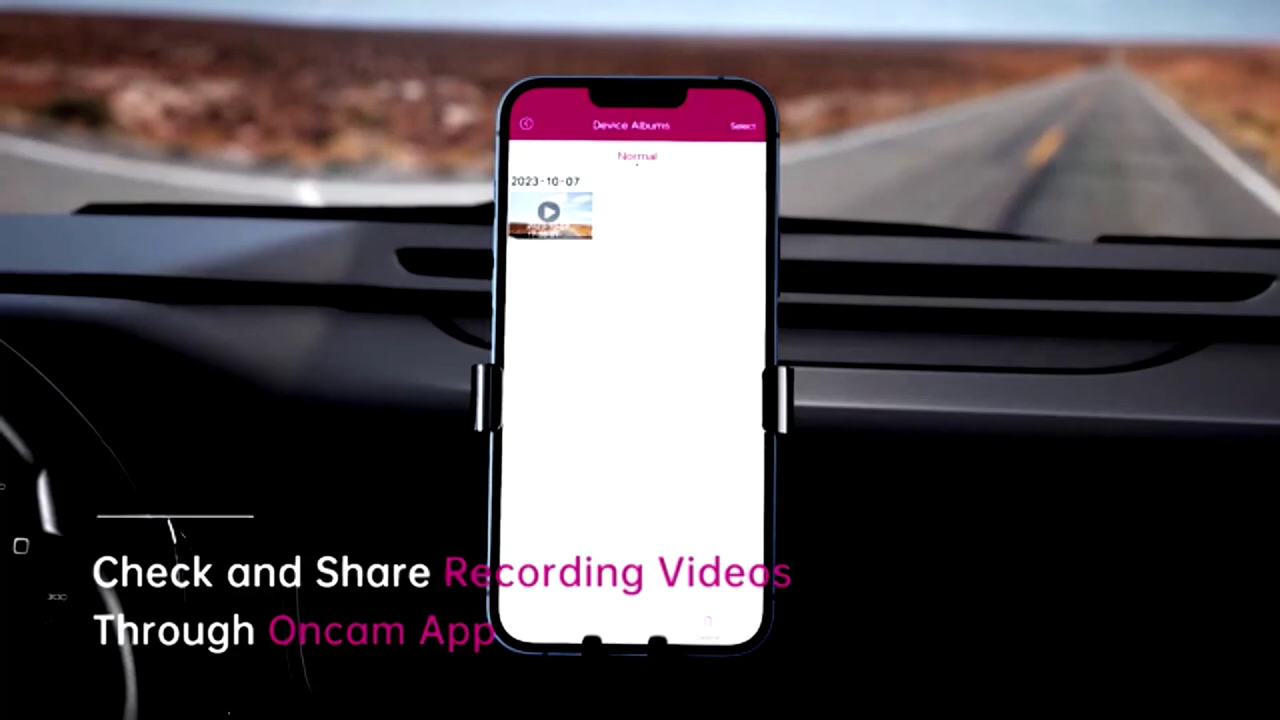 Device Albums
Select
Normal
2023-10-07
Check and Share Recording Videos
Through Oncam App